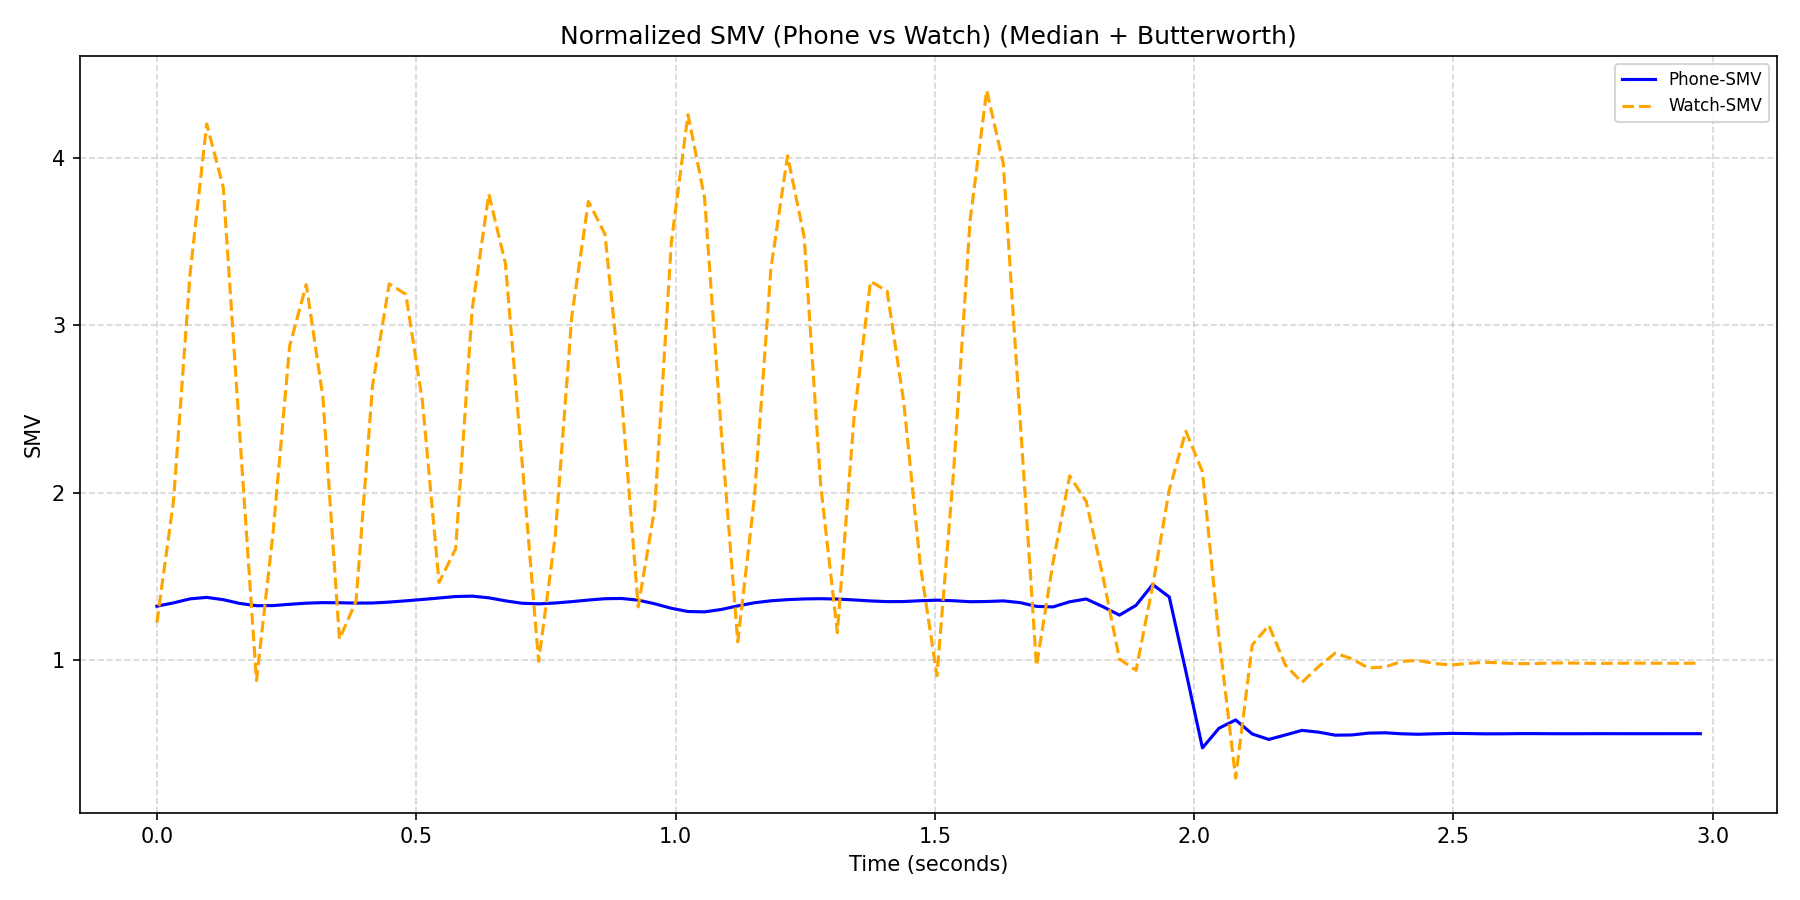 Normalized SMV (Phone vs Watch) (Median + Butterworth)
Phone-SMV
Watch-SMV
4
3
2
1
SMV
0.0 0.5 1.0 1.5 2.0 2.5 3.0
Time (seconds)